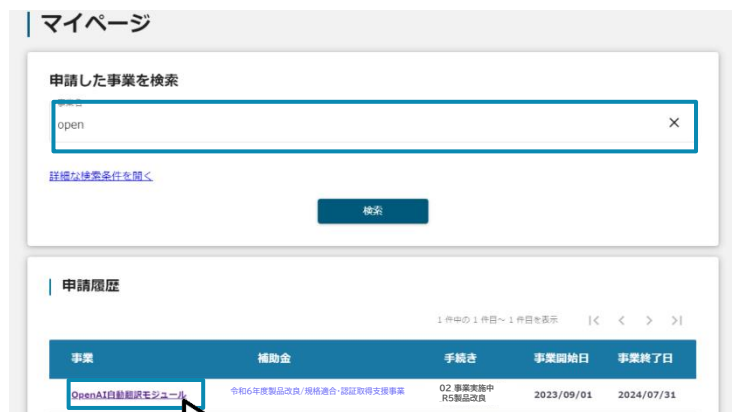 マイページ
申請した事業を検索
事業名
open ×
詳細な検索条件を開く
検索
申請履歴
1 件中の 1 件目～ 1 件目を表示 |< < > >|
事業 補助金 手続き 事業開始日 事業終了日
OpenAI自動翻訳モジュール 令和6年度製品改良/規格適合・認証取得支援事業 02 事業実施中 2023/09/01 2024/07/31
R5製品改良